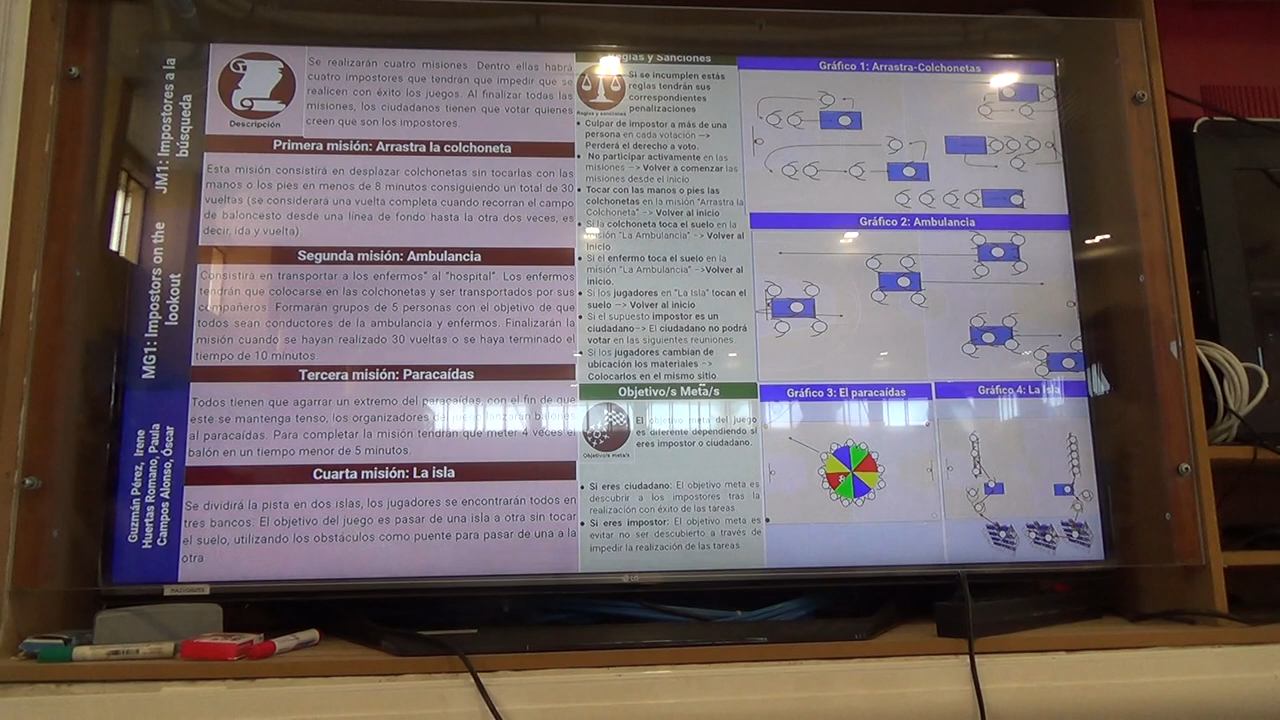 JM1: Impostores a la
búsqueda
MG1: Impostors on the
lookout
Guzmán Pérez, Irene
Huertas Romano, Paula
Campos Alonso, Óscar
Descripción
Se realizarán cuatro misiones. Dentro ellas habrá
cuatro impostores que tendrán que impedir que se
realicen con éxito los juegos. Al finalizar todas las
misiones, los ciudadanos tienen que votar quienes
creen que son los impostores.
Primera misión: Arrastra la colchoneta
Esta misión consistirá en desplazar colchonetas sin tocarlas con las
manos o los pies en menos de 8 minutos consiguiendo un total de 30
vueltas (se considerará una vuelta completa cuando recorran el campo
de baloncesto desde una línea de fondo hasta la otra dos veces, es
decir, ida y vuelta)
Segunda misión: Ambulancia
Consistirá en transportar a los enfermos" al "hospital". Los enfermos
tendrán que colocarse en las colchonetas y ser transportados por sus
compañeros. Formarán grupos de 5 personas con el objetivo de que
todos sean conductores de la ambulancia y enfermos. Finalizarán la
misión cuando se hayan realizado 30 vueltas o se haya terminado el
tiempo de 10 minutos.
Tercera misión: Paracaídas
Todos tienen que agarrar un extremo del paracaídas con el fin de que
este se mantenga tenso, los organizadores del juego lanzarán balones
al paracaídas. Para completar la misión tendrán que meter 4 veces el
balón en un tiempo menor de 5 minutos.
Cuarta misión: La isla
Se dividirá la pista en dos islas, los jugadores se encontrarán todos en
tres bancos. El objetivo del juego es pasar de una isla a otra sin tocar
el suelo, utilizando los obstáculos como puente para pasar de una a la
otra
Reglas y Sanciones
Reglas y sanciones
Si se incumplen estás
reglas tendrán sus
correspondientes
penalizaciones
• Culpar de impostor a más de una
persona en cada votación –>
Perderá el derecho a voto.
• No participar activamente en las
misiones –> Volver a comenzar las
misiones desde el inicio
• Tocar con las manos o pies las
colchonetas en la misión "Arrastra la
Colchoneta" –> Volver al inicio
• Si la colchoneta toca el suelo en la
misión "La Ambulancia" –> Volver al
inicio
• Si el enfermo toca el suelo en la
misión "La Ambulancia" –>Volver al
inicio.
• Si los jugadores en "La Isla" tocan el
suelo –> Volver al inicio
• Si el supuesto impostor es un
ciudadano–> El ciudadano no podrá
votar en las siguientes reuniones.
• Si los jugadores cambian de
ubicación los materiales –>
Colocarlos en el mismo sitio
Objetivo/s Meta/s
Objetivo/s meta/s
El objetivo meta del juego
es diferente dependiendo si
eres impostor o ciudadano.
• Si eres ciudadano: El objetivo meta es
descubrir a los impostores tras la
realización con éxito de las tareas.
• Si eres impostor: El objetivo meta es
evitar no ser descubierto a través de
impedir la realización de las tareas
Gráfico 1: Arrastra-Colchonetas
Gráfico 2: Ambulancia
Gráfico 3: El paracaídas
Gráfico 4: La isla
LG